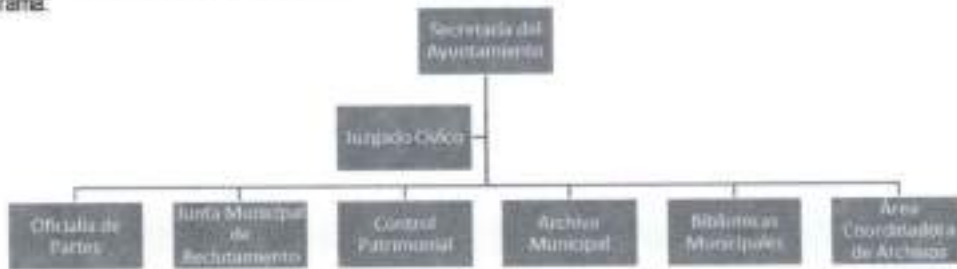 rama.
Secretaría del
Ayuntamiento
Juzgado Cívico
Oficialía de
Partes
Junta Municipal
de
Reclutamiento
Control
Patrimonial
Archivo
Municipal
Bibliotecas
Municipales
Área
Coordinadora
de Archivos